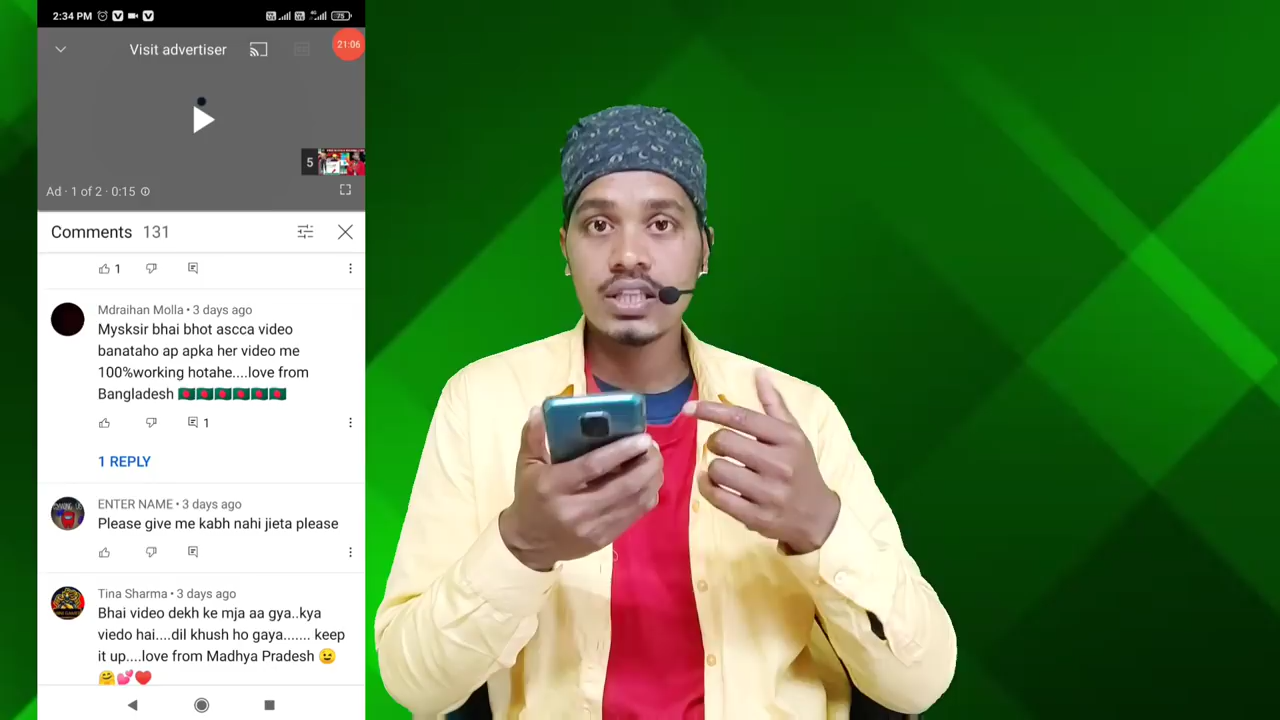 2:34 PM
75
Visit advertiser
21:06
5
Ad · 1 of 2 · 0:15
Comments 131
1
Mdraihan Molla • 3 days ago
Mysksir bhai bhot ascca video
banataho ap apka her video me
100%working hotahe....love from
Bangladesh 🇧🇩🇧🇩🇧🇩🇧🇩🇧🇩🇧🇩
1
1 REPLY
ENTER NAME • 3 days ago
Please give me kabh nahi jieta please
Tina Sharma • 3 days ago
Bhai video dekh ke mja aa gya..kya
viedo hai....dil khush ho gaya....... keep
it up....love from Madhya Pradesh 😉
🤗💕❤️